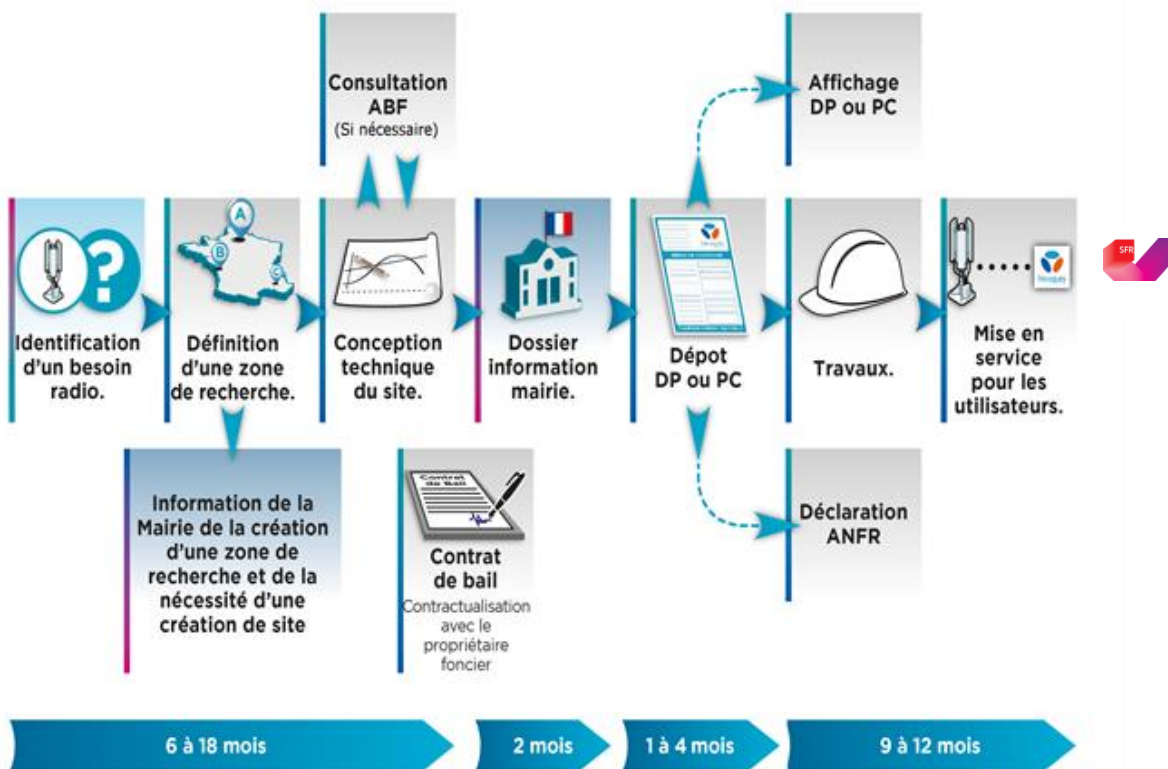 Consultation
ABF
(Si nécessaire)
Affichage
DP ou PC
A
B
C
SFR
Identification
d'un besoin
radio.
Définition
d'une zone
de recherche.
Conception
technique
du site.
Dossier
information
mairie.
Dépot
DP ou PC
Travaux.
Mise en
service
pour les
utilisateurs.
Information de la
Mairie de la création
d'une zone de
recherche et de la
nécessité d'une
création de site
Contrat
de Bail
Contrat
de bail
Contractualisation
avec le
propriétaire
foncier
Déclaration
ANFR
6 à 18 mois
2 mois
1 à 4 mois
9 à 12 mois